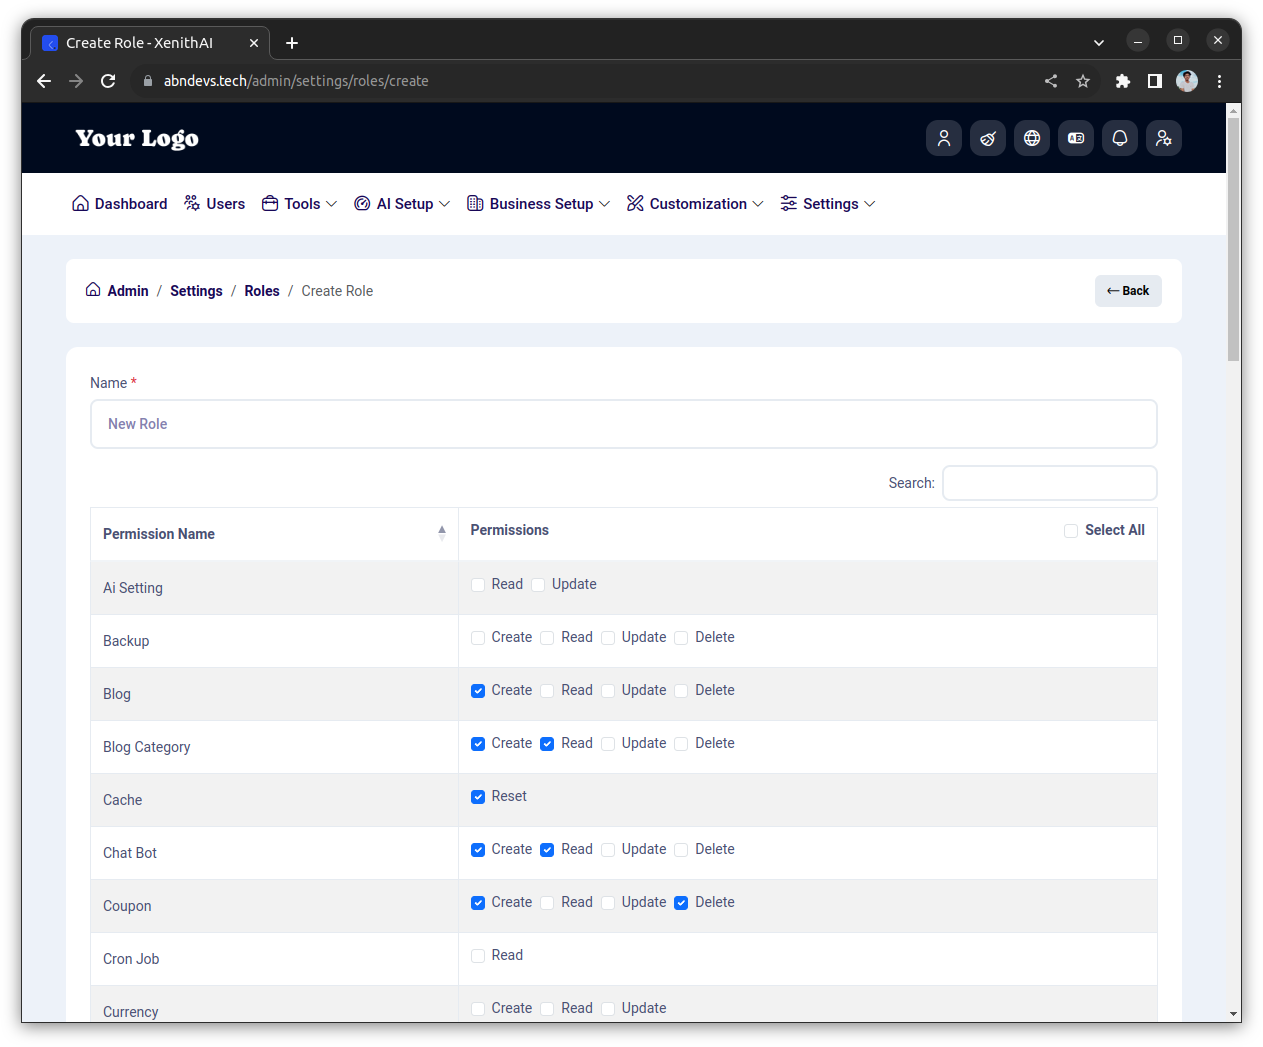 Create Role - XenithAI
abndevs.tech/admin/settings/roles/create
Your Logo
Dashboard Users Tools AI Setup Business Setup Customization Settings
Admin / Settings / Roles / Create Role
Back
Name *
New Role
Search:
Permission Name Permissions Select All
Ai Setting Read Update
Backup Create Read Update Delete
Blog Create Read Update Delete
Blog Category Create Read Update Delete
Cache Reset
Chat Bot Create Read Update Delete
Coupon Create Read Update Delete
Cron Job Read
Currency Create Read Update